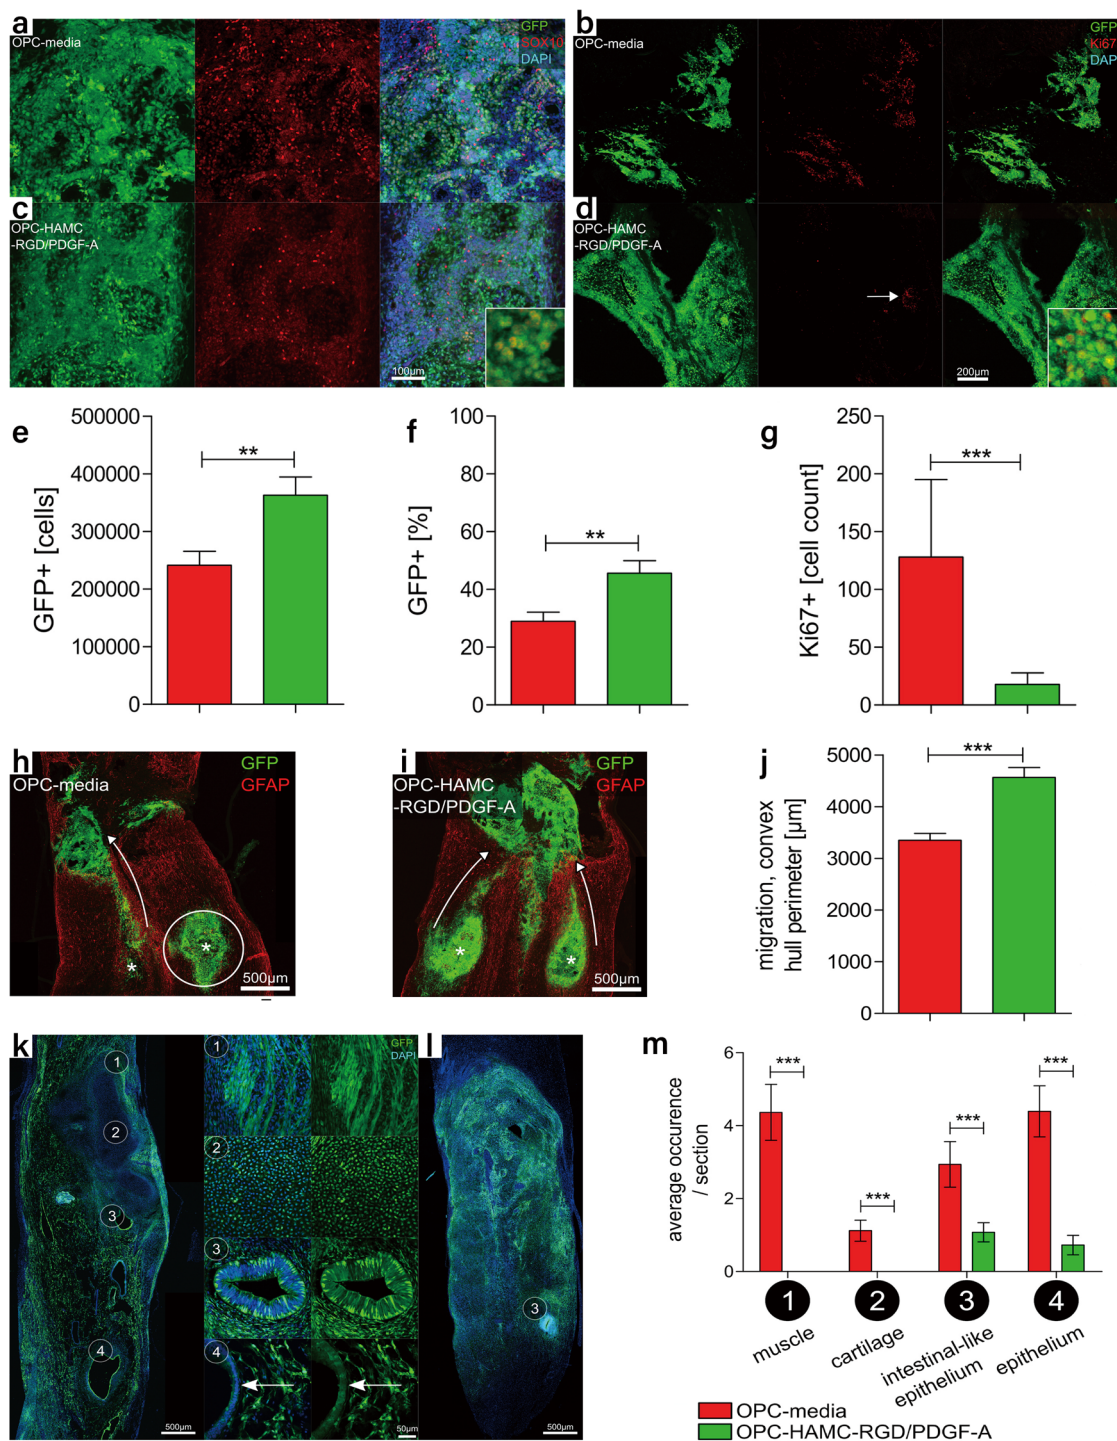 a
OPC-media
GFP
SOX10
DAPI
b
OPC-media
GFP
Ki67
DAPI
c
OPC-HAMC
-RGD/PDGF-A
100µm
d
OPC-HAMC
-RGD/PDGF-A
200µm
e
GFP+ [cells]
500000
400000
300000
200000
100000
0
**
f
GFP+ [%]
100
80
60
40
20
0
**
g
Ki67+ [cell count]
250
200
150
100
50
0
***
h
OPC-media
GFP
GFAP
*
*
500µm
i
OPC-HAMC
-RGD/PDGF-A
GFP
GFAP
*
*
500µm
j
migration, convex
hull perimeter [µm]
5000
4000
3000
2000
1000
0
***
k
1
2
3
4
500µm
1
GFP
DAPI
2
3
4
50µm
l
3
500µm
m
average occurence
/ section
6
4
2
0
***
***
***
***
1
2
3
4
muscle
cartilage
intestinal-like
epithelium
epithelium
OPC-media
OPC-HAMC-RGD/PDGF-A